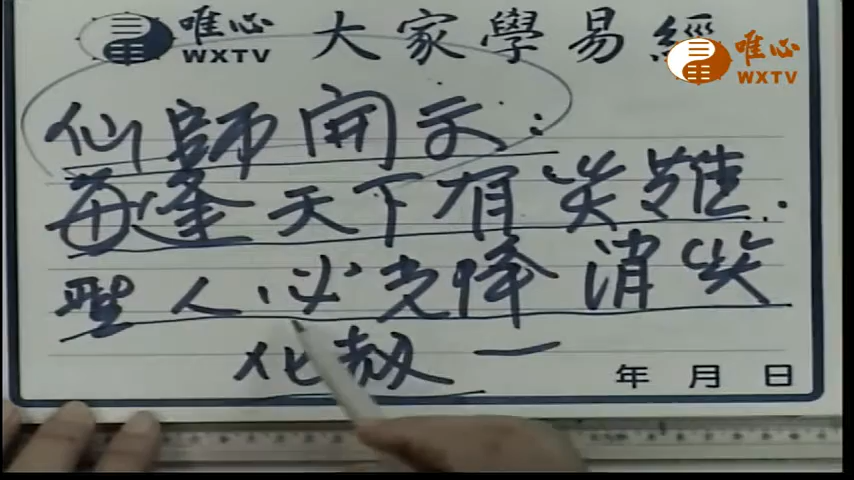 唯心 WXTV 大家學易經 唯心 WXTV
仙師開示:
每逢天下有災難.
聖人必先降消災
化劫一
年 月 日